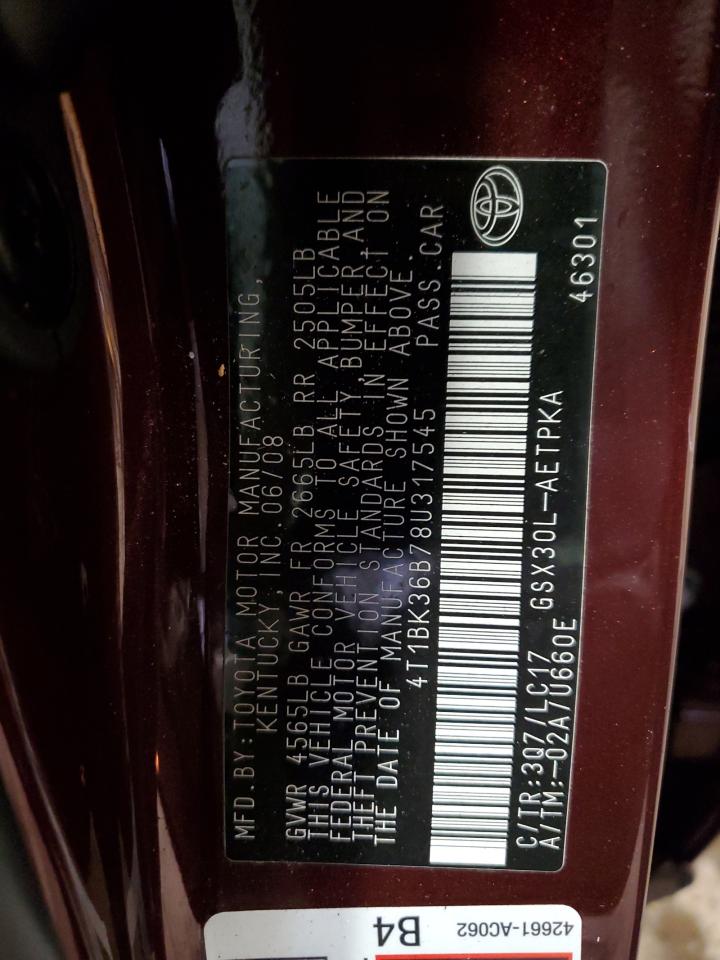 MFD.BY:TOYOTA MOTOR MANUFACTURING,
KENTUCKY,INC.06/08
GVWR 4565LB GAWR FR 2665LB RR 2505LB
THIS VEHICLE CONFORMS TO ALL APPLICABLE
FEDERAL MOTOR VEHICLE SAFETY,BUMPER,AND
THEFT PREVENTION STANDARDS IN EFFECT ON
THE DATE OF MANUFACTURE SHOWN ABOVE.
4T1BK36B78U317545 PASS.CAR
C/TR:3Q7/LC17 GSX30L-AETPKA
A/TM:-02A/U660E 46301
42661-AC062
B4